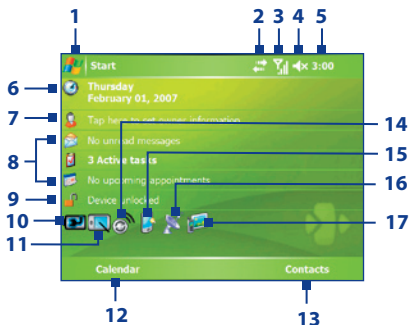 1 2 3 4 5
Start 3:00
6 Thursday
February 01, 2007
7 Tap here to set owner information
14
8 No unread messages
15
3 Active tasks
16
No upcoming appointments
9 Device unlocked
10
17
11
Calendar Contacts
12 13